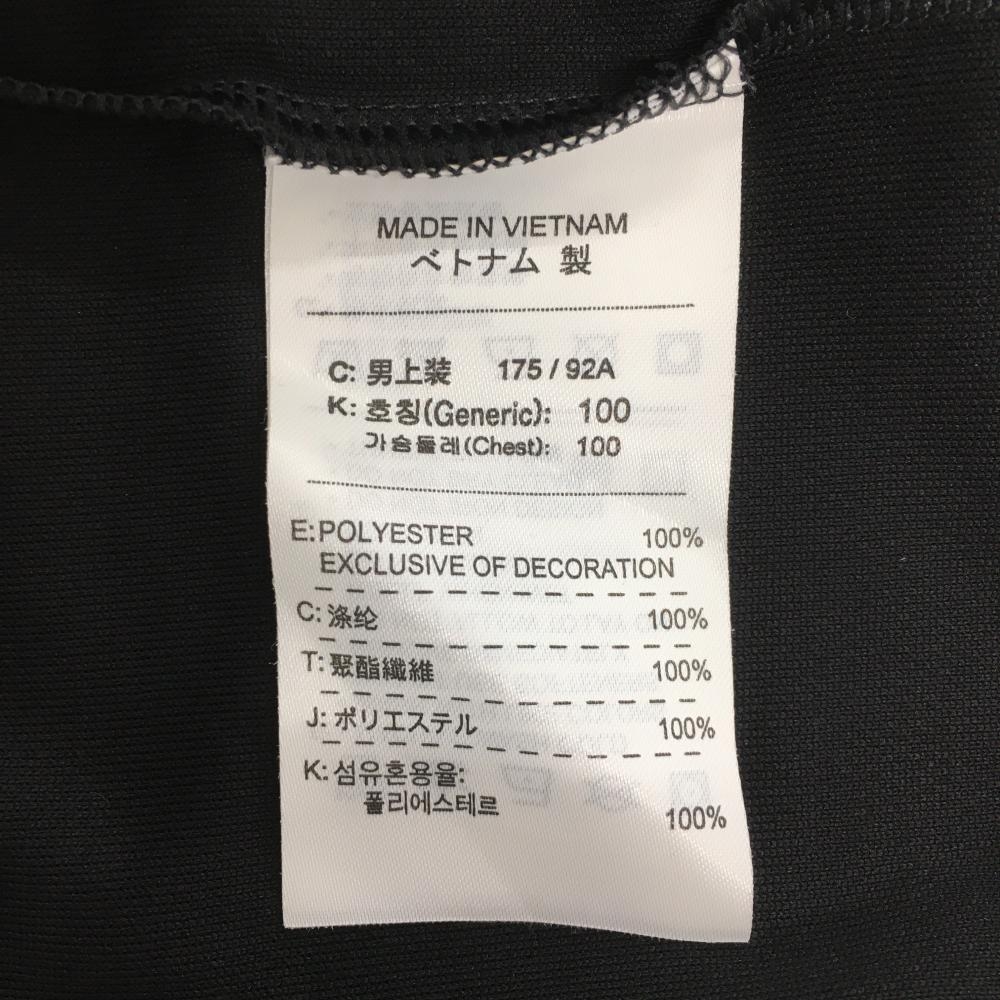 MADE IN VIETNAM
ベトナム 製
C: 男上装 175 / 92A
K: 호칭(Generic): 100
가슴둘레(Chest): 100
E:POLYESTER 100%
EXCLUSIVE OF DECORATION
C: 涤纶 100%
T: 聚酯纖維 100%
J: ポリエステル 100%
K: 섬유혼용율:
폴리에스테르 100%